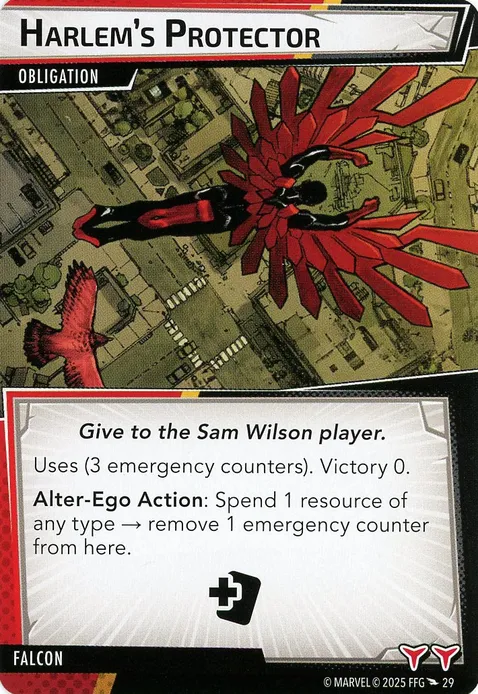 HARLEM'S PROTECTOR
OBLIGATION
Give to the Sam Wilson player.
Uses (3 emergency counters). Victory 0.
Alter-Ego Action: Spend 1 resource of
any type → remove 1 emergency counter
from here.
FALCON
© MARVEL © 2025 FFG 29